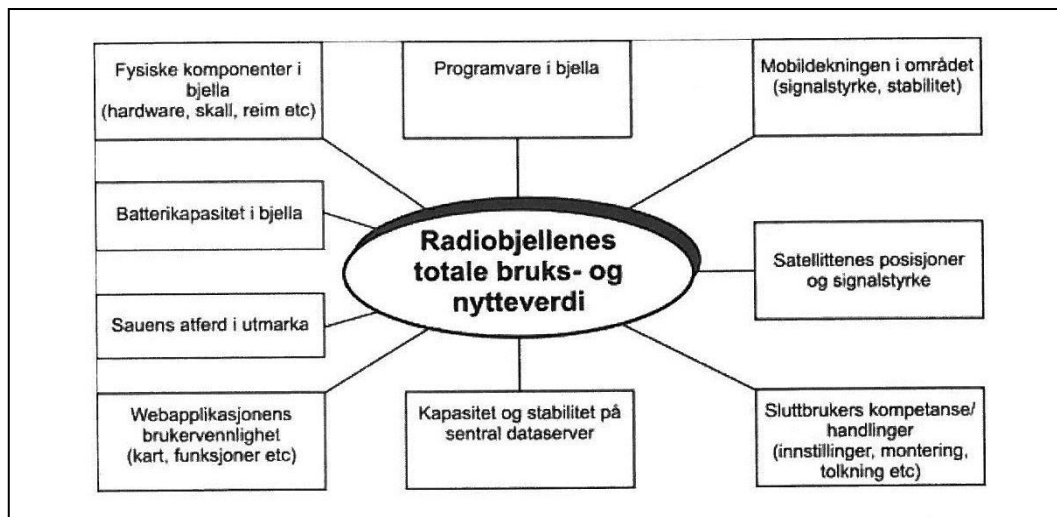 Fysiske komponenter i
bjella
(hardware, skall, reim etc)
Programvare i bjella
Mobildekningen i området
(signalstyrke, stabilitet)
Batterikapasitet i bjella
Radiobjellenes
totale bruks- og
nytteverdi
Satellittenes posisjoner
og signalstyrke
Sauens atferd i utmarka
Webapplikasjonens
brukervennlighet
(kart, funksjoner etc)
Kapasitet og stabilitet på
sentral dataserver
Sluttbrukers kompetanse/
handlinger
(innstillinger, montering,
tolkning etc)